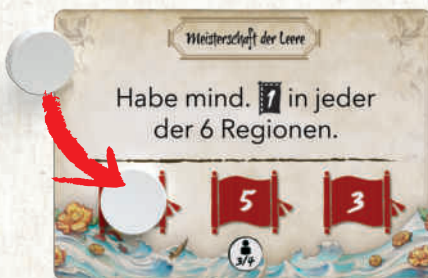 Meisterschaft der Leere
Habe mind. 1 in jeder
der 6 Regionen.
5 3
3/4